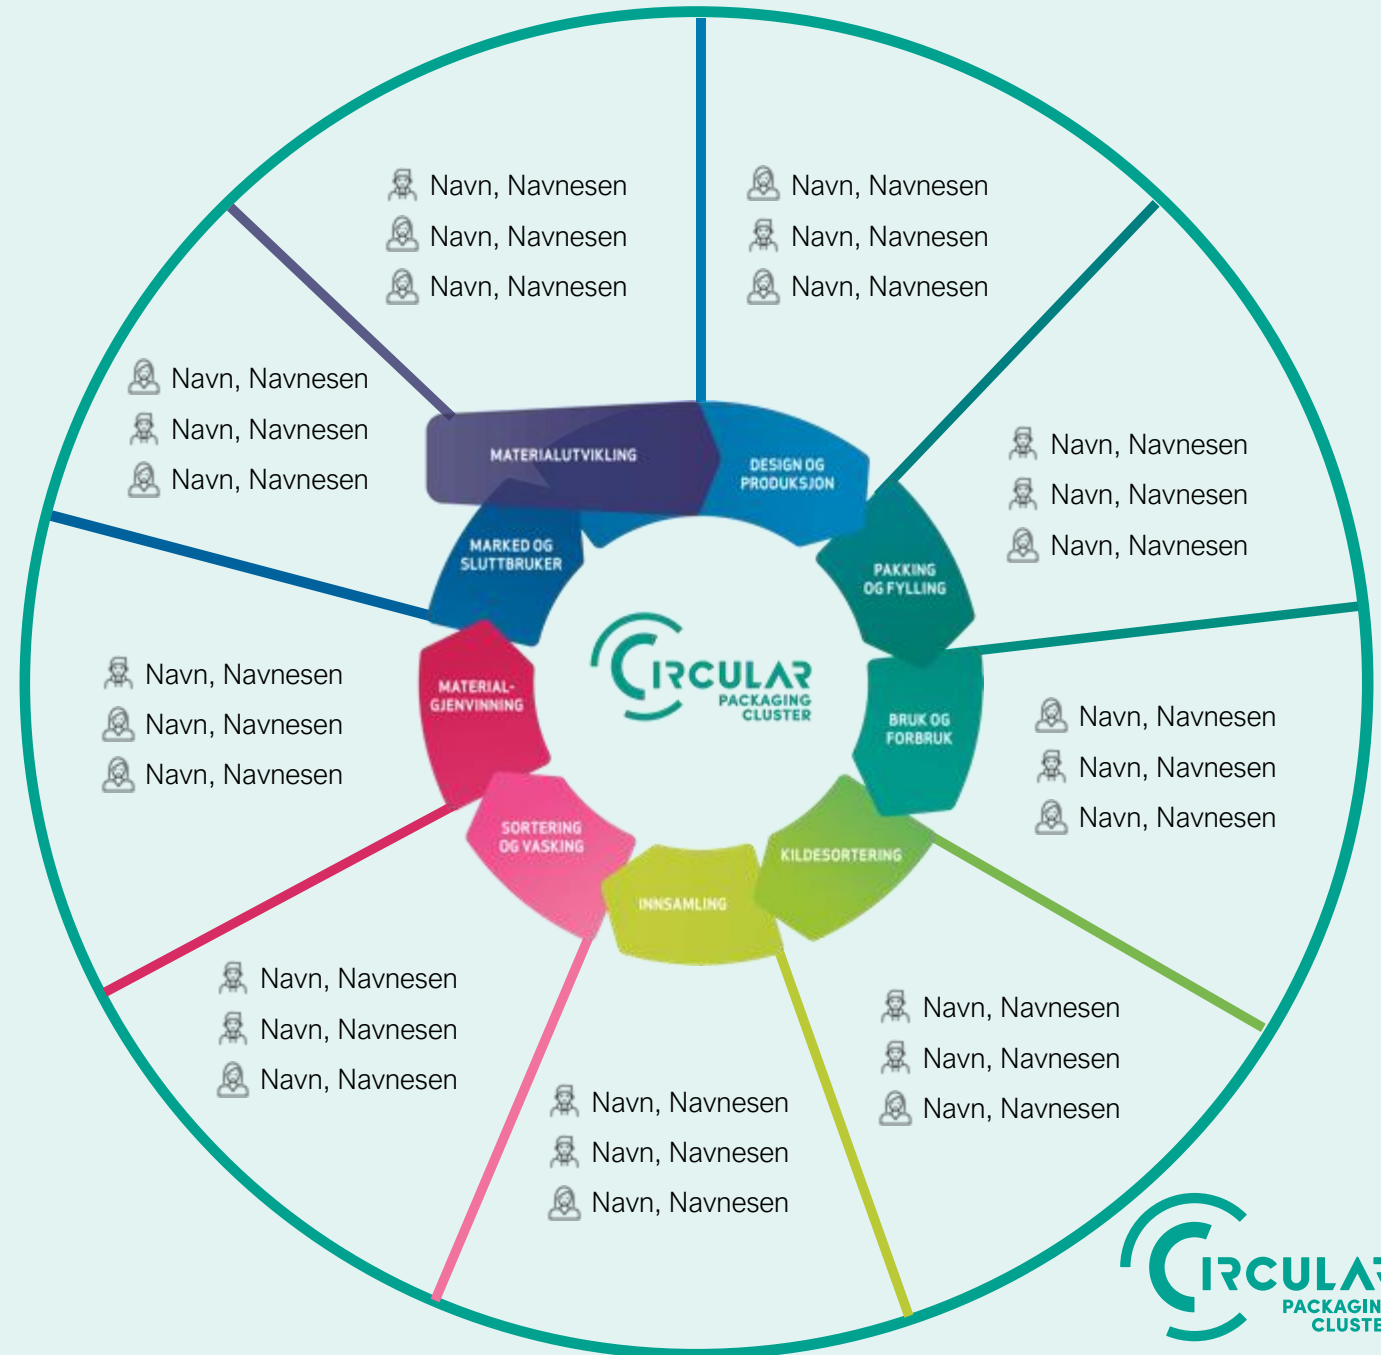 Navn, Navnesen
Navn, Navnesen
Navn, Navnesen
Navn, Navnesen
Navn, Navnesen
Navn, Navnesen
Navn, Navnesen
Navn, Navnesen
Navn, Navnesen
Navn, Navnesen
Navn, Navnesen
Navn, Navnesen
MATERIALUTVIKLING
DESIGN OG
PRODUKSJON
MARKED OG
SLUTTBRUKER
PAKKING
OG FYLLING
CIRCULAR
PACKAGING
CLUSTER
MATERIAL-
GJENVINNING
BRUK OG
FORBRUK
Navn, Navnesen
Navn, Navnesen
Navn, Navnesen
Navn, Navnesen
Navn, Navnesen
Navn, Navnesen
SORTERING
OG VASKING
KILDESORTERING
INNSAMLING
Navn, Navnesen
Navn, Navnesen
Navn, Navnesen
Navn, Navnesen
Navn, Navnesen
Navn, Navnesen
Navn, Navnesen
Navn, Navnesen
Navn, Navnesen
CIRCULAR
PACKAGIN
CLUSTE